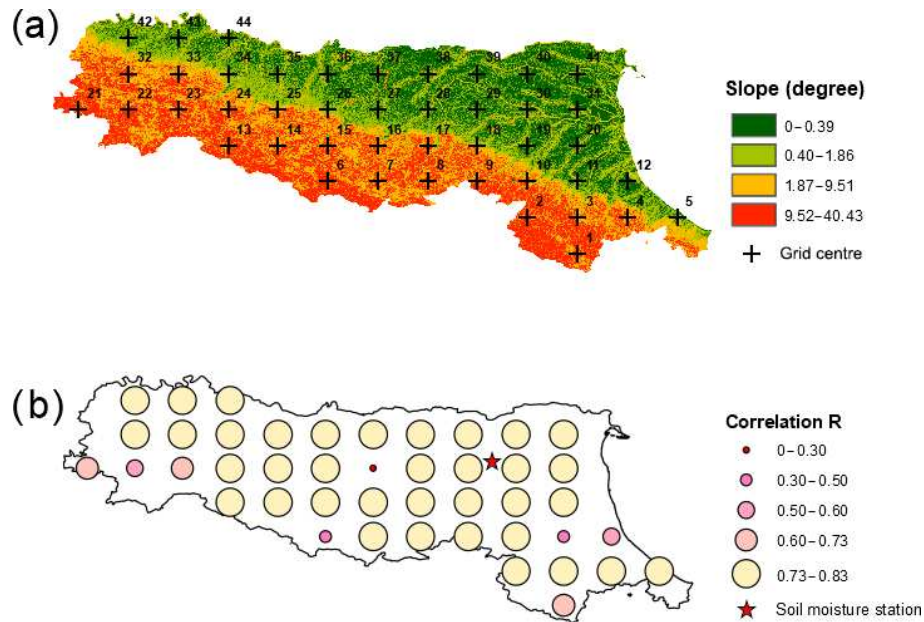 (a)
42 43 44
32 33 34 35 36 37 38 39 40 41
21 22 23 24 25 26 27 28 29 30 31
13 14 15 16 17 18 19 20
6 7 8 9 10 11 12
2 3 4 5
1
Slope (degree)
0–0.39
0.40–1.86
1.87–9.51
9.52–40.43
Grid centre
(b)
Correlation R
0–0.30
0.30–0.50
0.50–0.60
0.60–0.73
0.73–0.83
Soil moisture station